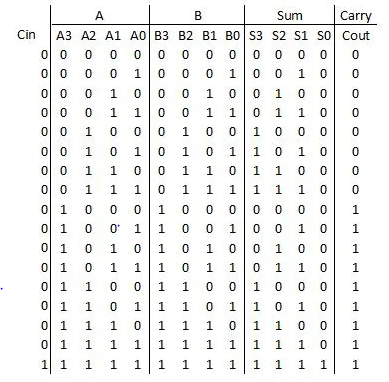 A B Sum Carry
Cin A3 A2 A1 A0 B3 B2 B1 B0 S3 S2 S1 S0 Cout
0 0 0 0 0 0 0 0 0 0 0 0 0 0
0 0 0 0 1 0 0 0 1 0 0 1 0 0
0 0 0 1 0 0 0 1 0 0 1 0 0 0
0 0 0 1 1 0 0 1 1 0 1 1 0 0
0 0 1 0 0 0 1 0 0 1 0 0 0 0
0 0 1 0 1 0 1 0 1 1 0 1 0 0
0 0 1 1 0 0 1 1 0 1 1 0 0 0
0 0 1 1 1 0 1 1 1 1 1 1 0 0
0 1 0 0 0 1 0 0 0 0 0 0 0 1
0 1 0 0 1 1 0 0 1 0 0 1 0 1
0 1 0 1 0 1 0 1 0 0 1 0 0 1
0 1 0 1 1 1 0 1 1 0 1 1 0 1
0 1 1 0 0 1 1 0 0 1 0 0 0 1
0 1 1 0 1 1 1 0 1 1 0 1 0 1
0 1 1 1 0 1 1 1 0 1 1 0 0 1
0 1 1 1 1 1 1 1 1 1 1 1 0 1
1 1 1 1 1 1 1 1 1 1 1 1 1 1